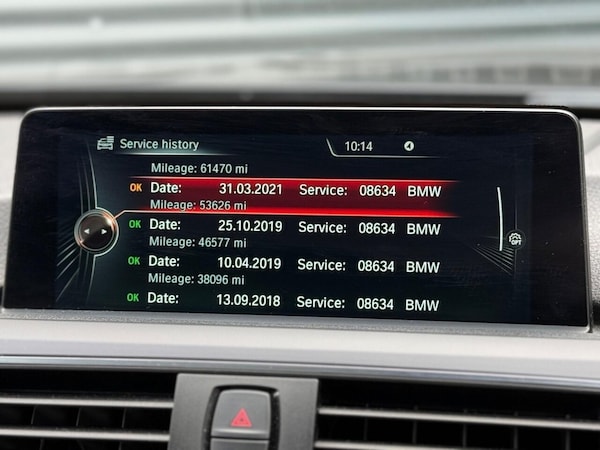 Service history
10:14
Mileage: 61470 mi
OK Date: 31.03.2021 Service: 08634 BMW
Mileage: 53626 mi
OK Date: 25.10.2019 Service: 08634 BMW
Mileage: 46577 mi
OK Date: 10.04.2019 Service: 08634 BMW
Mileage: 38096 mi
OK Date: 13.09.2018 Service: 08634 BMW
OPT